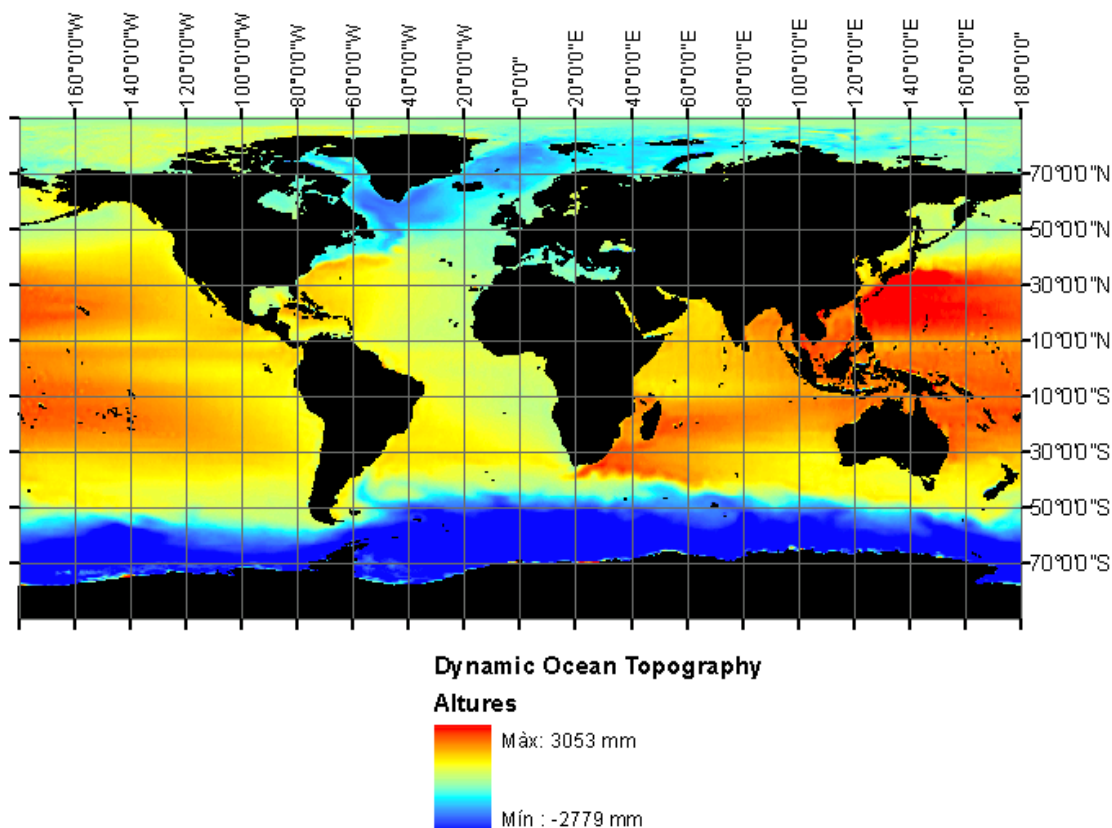 160°0'0"W
140°0'0"W
120°0'0"W
100°0'0"W
80°0'0"W
60°0'0"W
40°0'0"W
20°0'0"W
0°0'0"
20°0'0"E
40°0'0"E
60°0'0"E
80°0'0"E
100°0'0"E
120°0'0"E
140°0'0"E
160°0'0"E
180°0'0"
70°0'0"N
50°0'0"N
30°0'0"N
10°0'0"N
10°0'0"S
30°0'0"S
50°0'0"S
70°0'0"S
Dynamic Ocean Topography
Altures
Màx: 3053 mm
Mín : -2779 mm